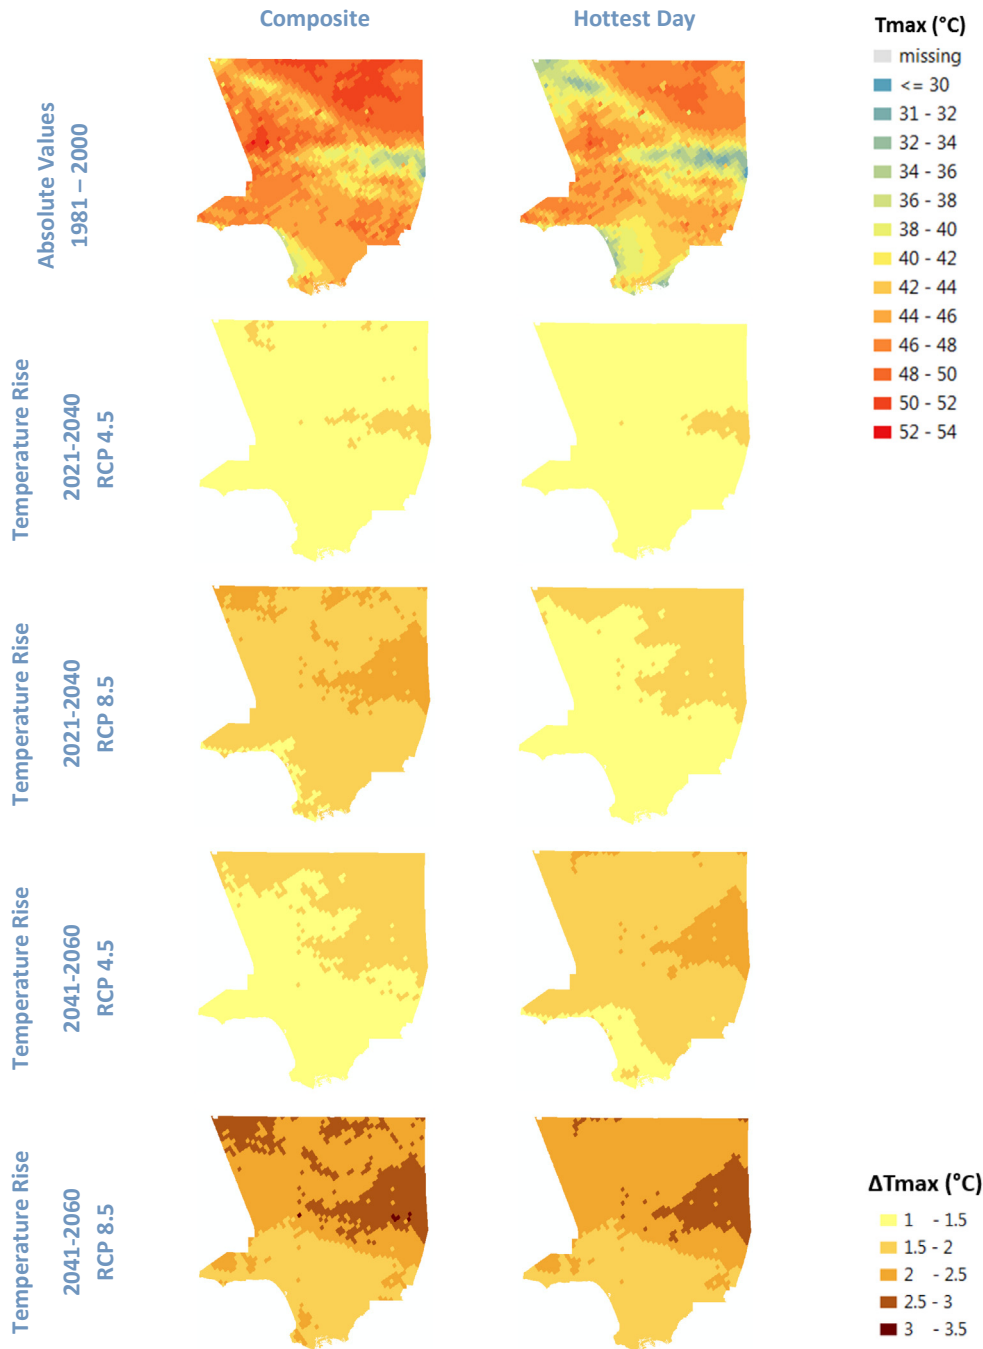 Composite
Hottest Day
Tmax (°C)
missing
<= 30
31 - 32
32 - 34
34 - 36
36 - 38
38 - 40
40 - 42
42 - 44
44 - 46
46 - 48
48 - 50
50 - 52
52 - 54
Absolute Values
1981 – 2000
Temperature Rise
2021-2040
RCP 4.5
Temperature Rise
2021-2040
RCP 8.5
Temperature Rise
2041-2060
RCP 4.5
Temperature Rise
2041-2060
RCP 8.5
ΔTmax (°C)
1 - 1.5
1.5 - 2
2 - 2.5
2.5 - 3
3 - 3.5